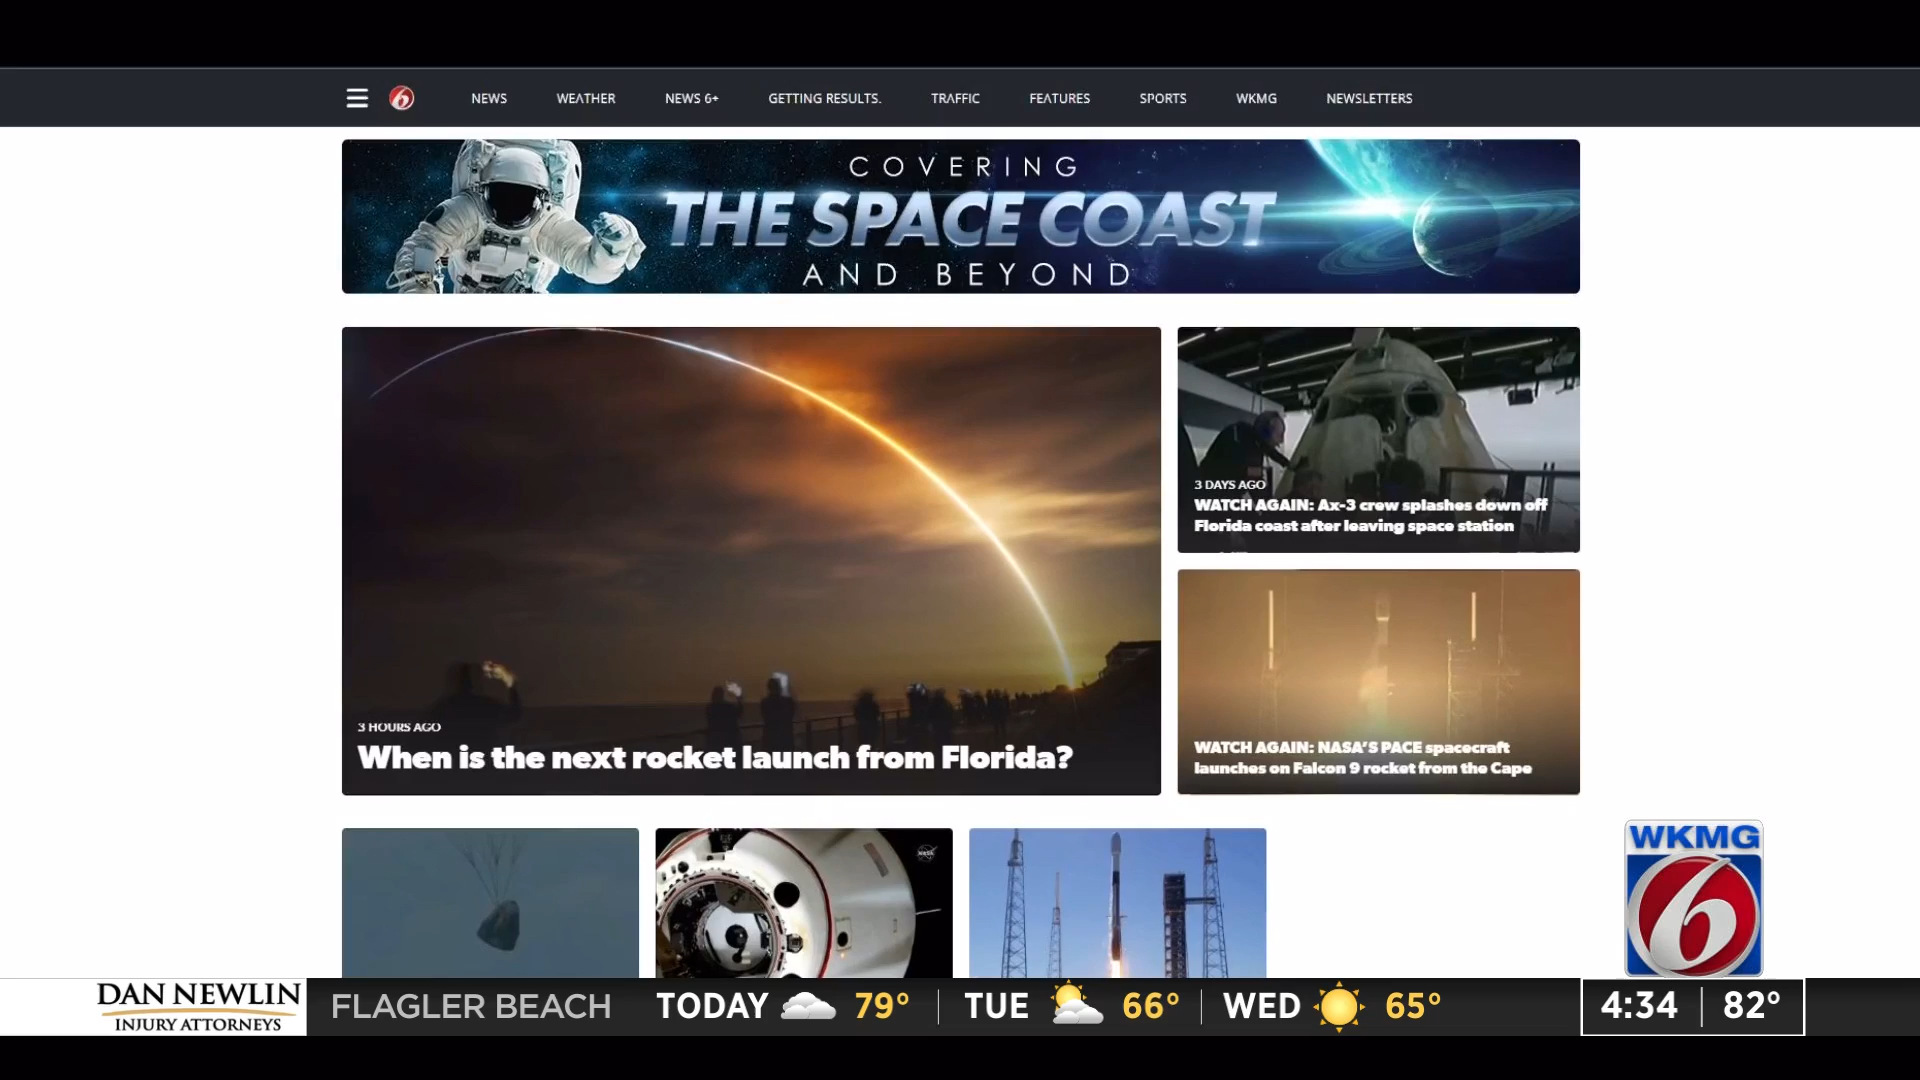 6
NEWS
WEATHER
NEWS 6+
GETTING RESULTS.
TRAFFIC
FEATURES
SPORTS
WKMG
NEWSLETTERS
COVERING
THE SPACE COAST
AND BEYOND
3 HOURS AGO
When is the next rocket launch from Florida?
3 DAYS AGO
WATCH AGAIN: Ax-3 crew splashes down off
Florida coast after leaving space station
WATCH AGAIN: NASA'S PACE spacecraft
launches on Falcon 9 rocket from the Cape
NASA
WKMG
6
DAN NEWLIN
INJURY ATTORNEYS
FLAGLER BEACH
TODAY 79°
TUE 66°
WED 65°
4:34
82°